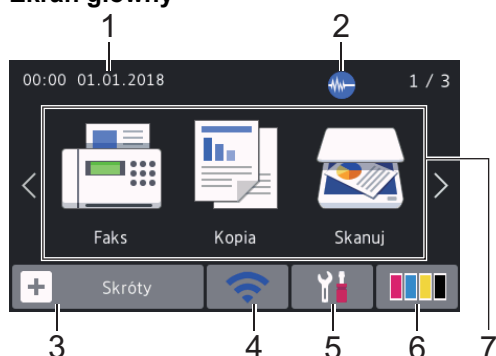 Ekran główny
1 2
00:00 01.01.2018 1 / 3
Faks Kopia Skanuj
Skróty
3 4 5 6 7